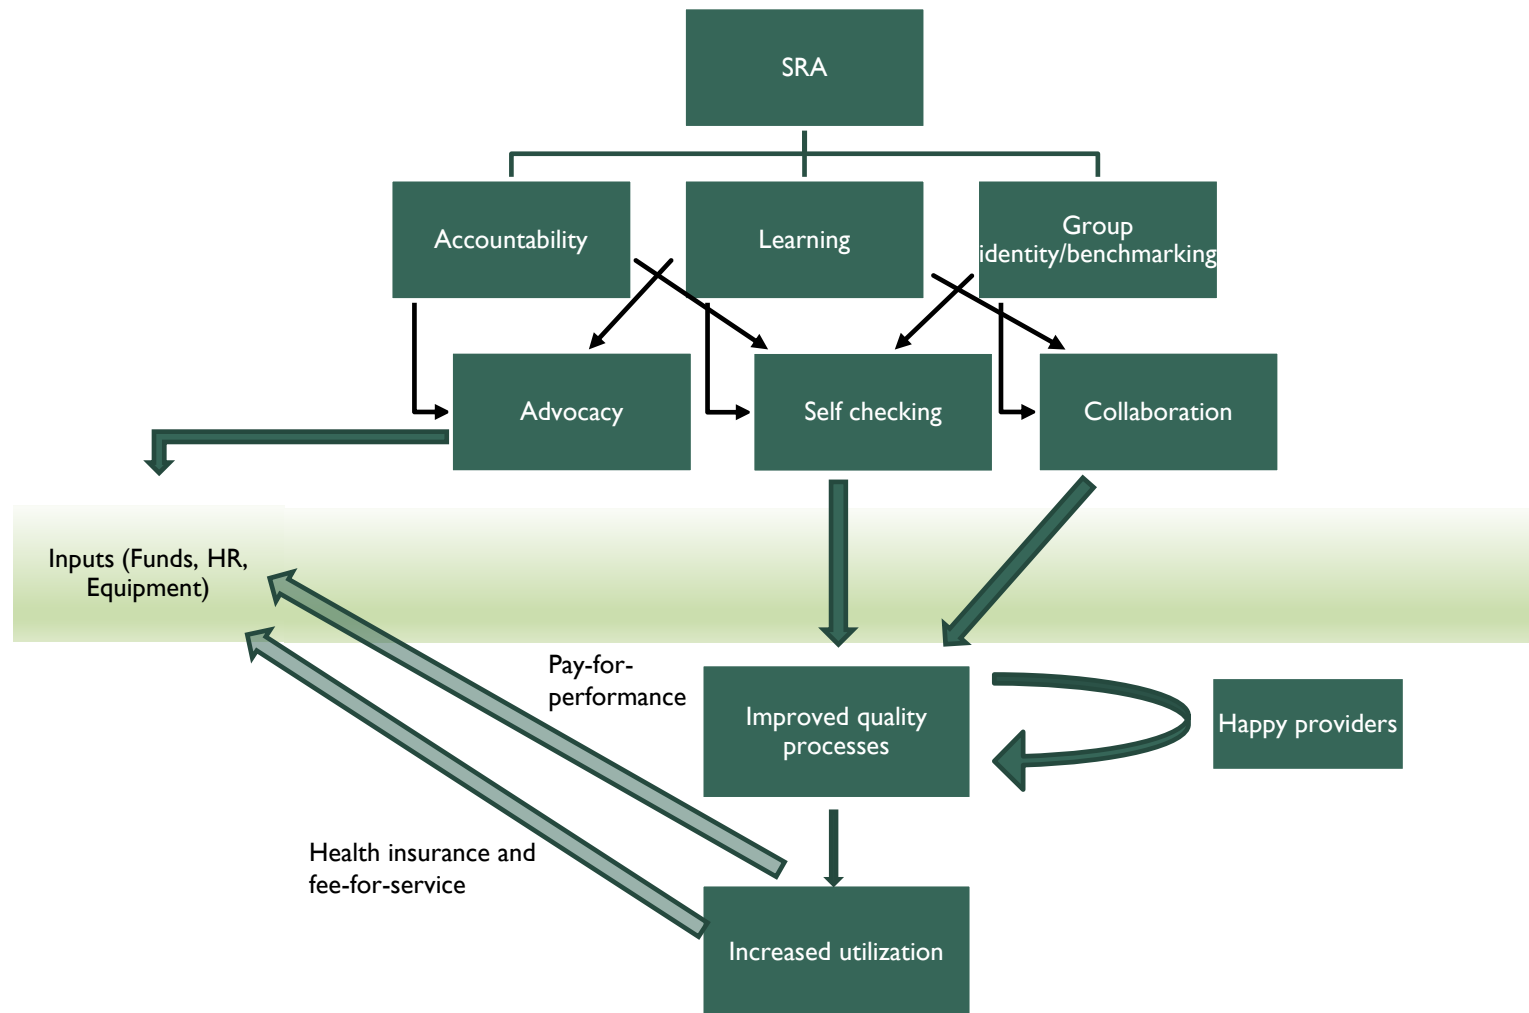 SRA
Accountability
Learning
Group
identity/benchmarking
Advocacy
Self checking
Collaboration
Inputs (Funds, HR,
Equipment)
Pay-for-
performance
Improved quality
processes
Happy providers
Health insurance and
fee-for-service
Increased utilization